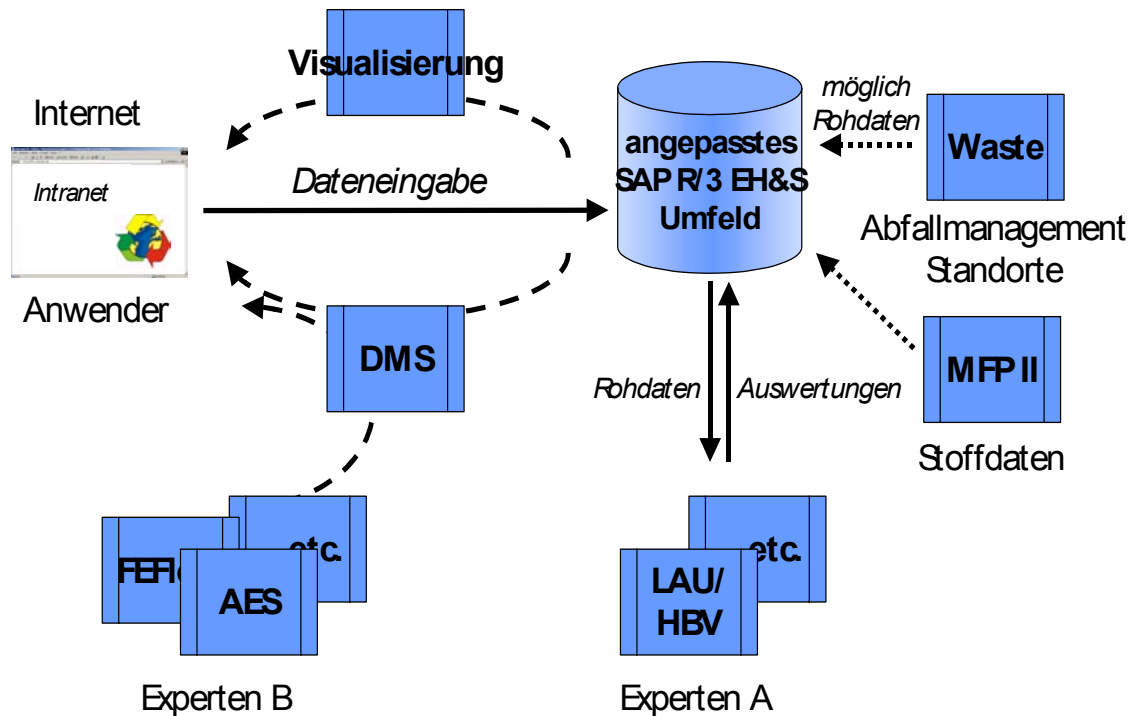 Visualisierung
Internet
Intranet
Anwender
Dateneingabe
angepasstes
SAP R/3 EH&S
Umfeld
möglich
Rohdaten
Waste
Abfallmanagement
Standorte
DMS
Rohdaten
Auswertungen
MFP II
Stoffdaten
etc.
AES
Experten B
etc.
LAU/
HBV
Experten A